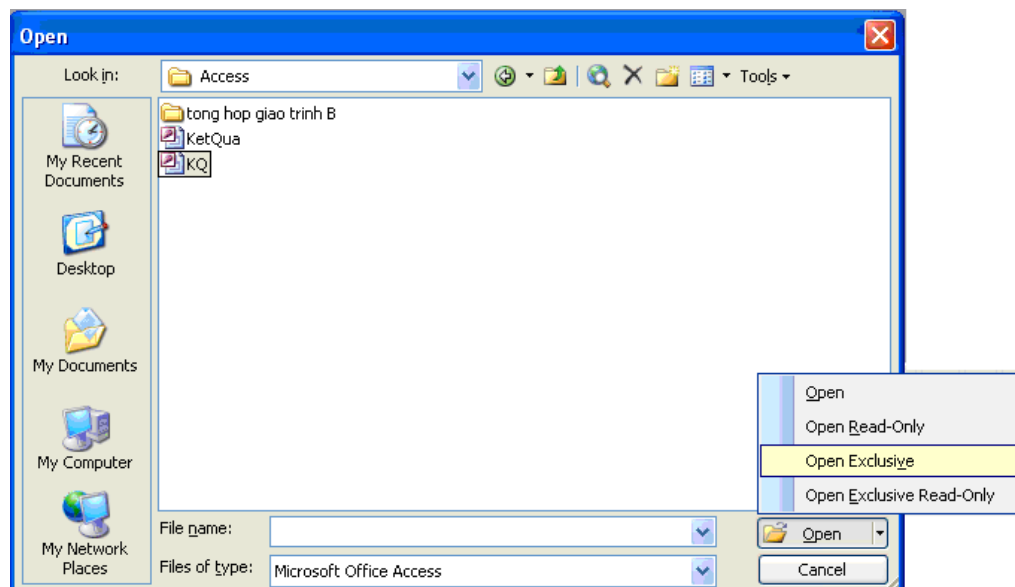 Open
Look in:
Access
Tools
tong hop giao trinh B
KetQua
KQ
My Recent
Documents
Desktop
My Documents
My Computer
My Network
Places
Open
Open Read-Only
Open Exclusive
Open Exclusive Read-Only
File name:
Open
Files of type:
Microsoft Office Access
Cancel